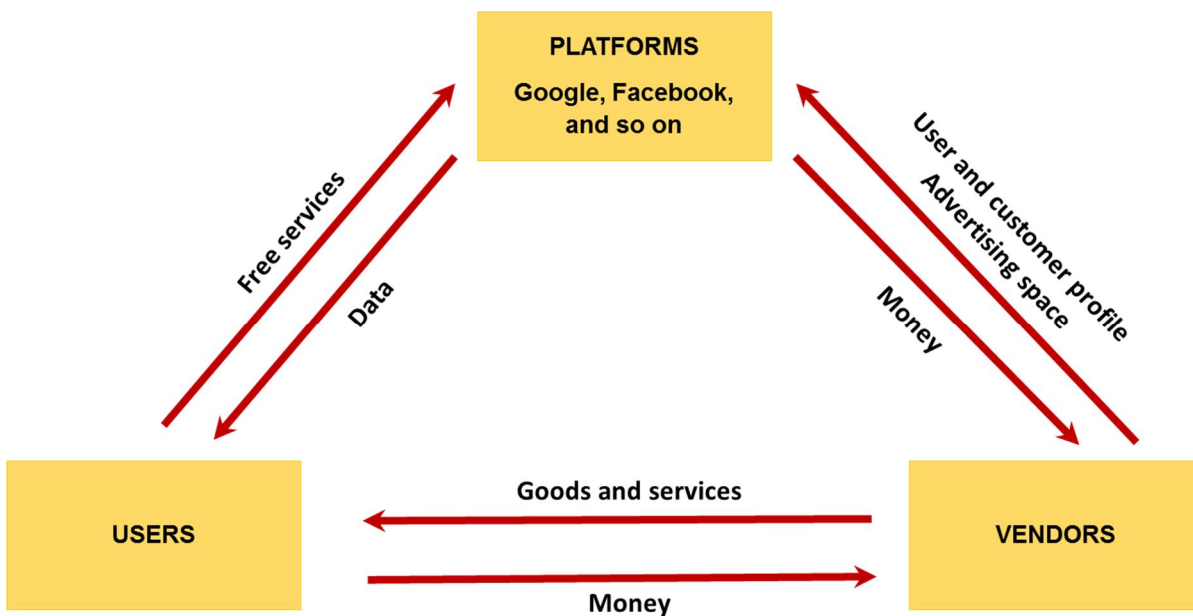 PLATFORMS
Google, Facebook,
and so on
Free services
Data
User and customer profile
Advertising space
Money
USERS
Goods and services
Money
VENDORS